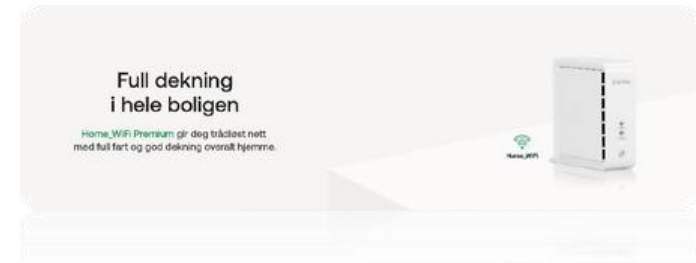 Full dekning
i hele boligen
Home_WiFi Premium gir deg trådløst nett
med full fart og god dekning overalt hjemme.
Home_WiFi